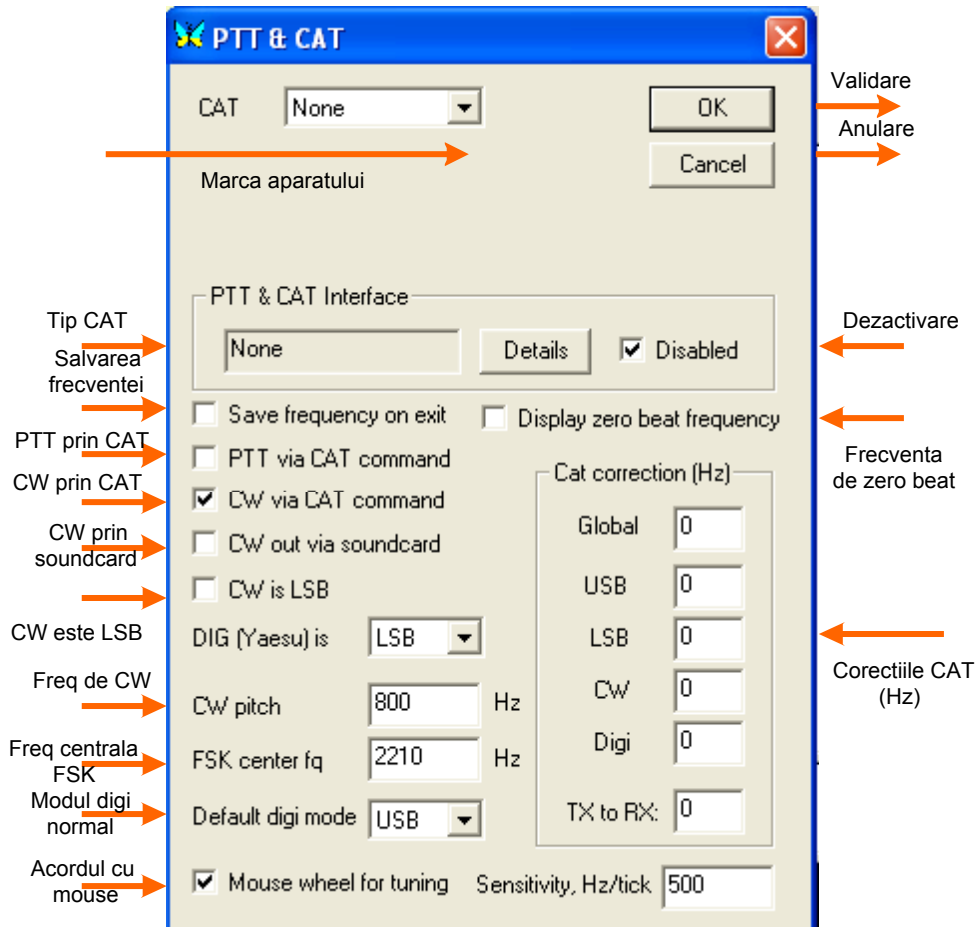 PTT & CAT
CAT None OK
Validare
Anulare
Cancel
Marca aparatului
PTT & CAT Interface
Tip CAT
None Details Disabled
Dezactivare
Salvarea
frecventei
Save frequency on exit
Display zero beat frequency
PTT prin CAT
PTT via CAT command
Frecventa
de zero beat
CW prin CAT
CW via CAT command
CW prin
soundcard
CW out via soundcard
CW is LSB
CW este LSB
DIG (Yaesu) is LSB
Freq de CW
CW pitch 800 Hz
Freq centrala
FSK
FSK center fq 2210 Hz
Modul digi
normal
Default digi mode USB
Cat correction (Hz)
Global 0
USB 0
LSB 0
CW 0
Digi 0
TX to RX: 0
Corectiile CAT
(Hz)
Acordul cu
mouse
Mouse wheel for tuning Sensitivity, Hz/tick 500